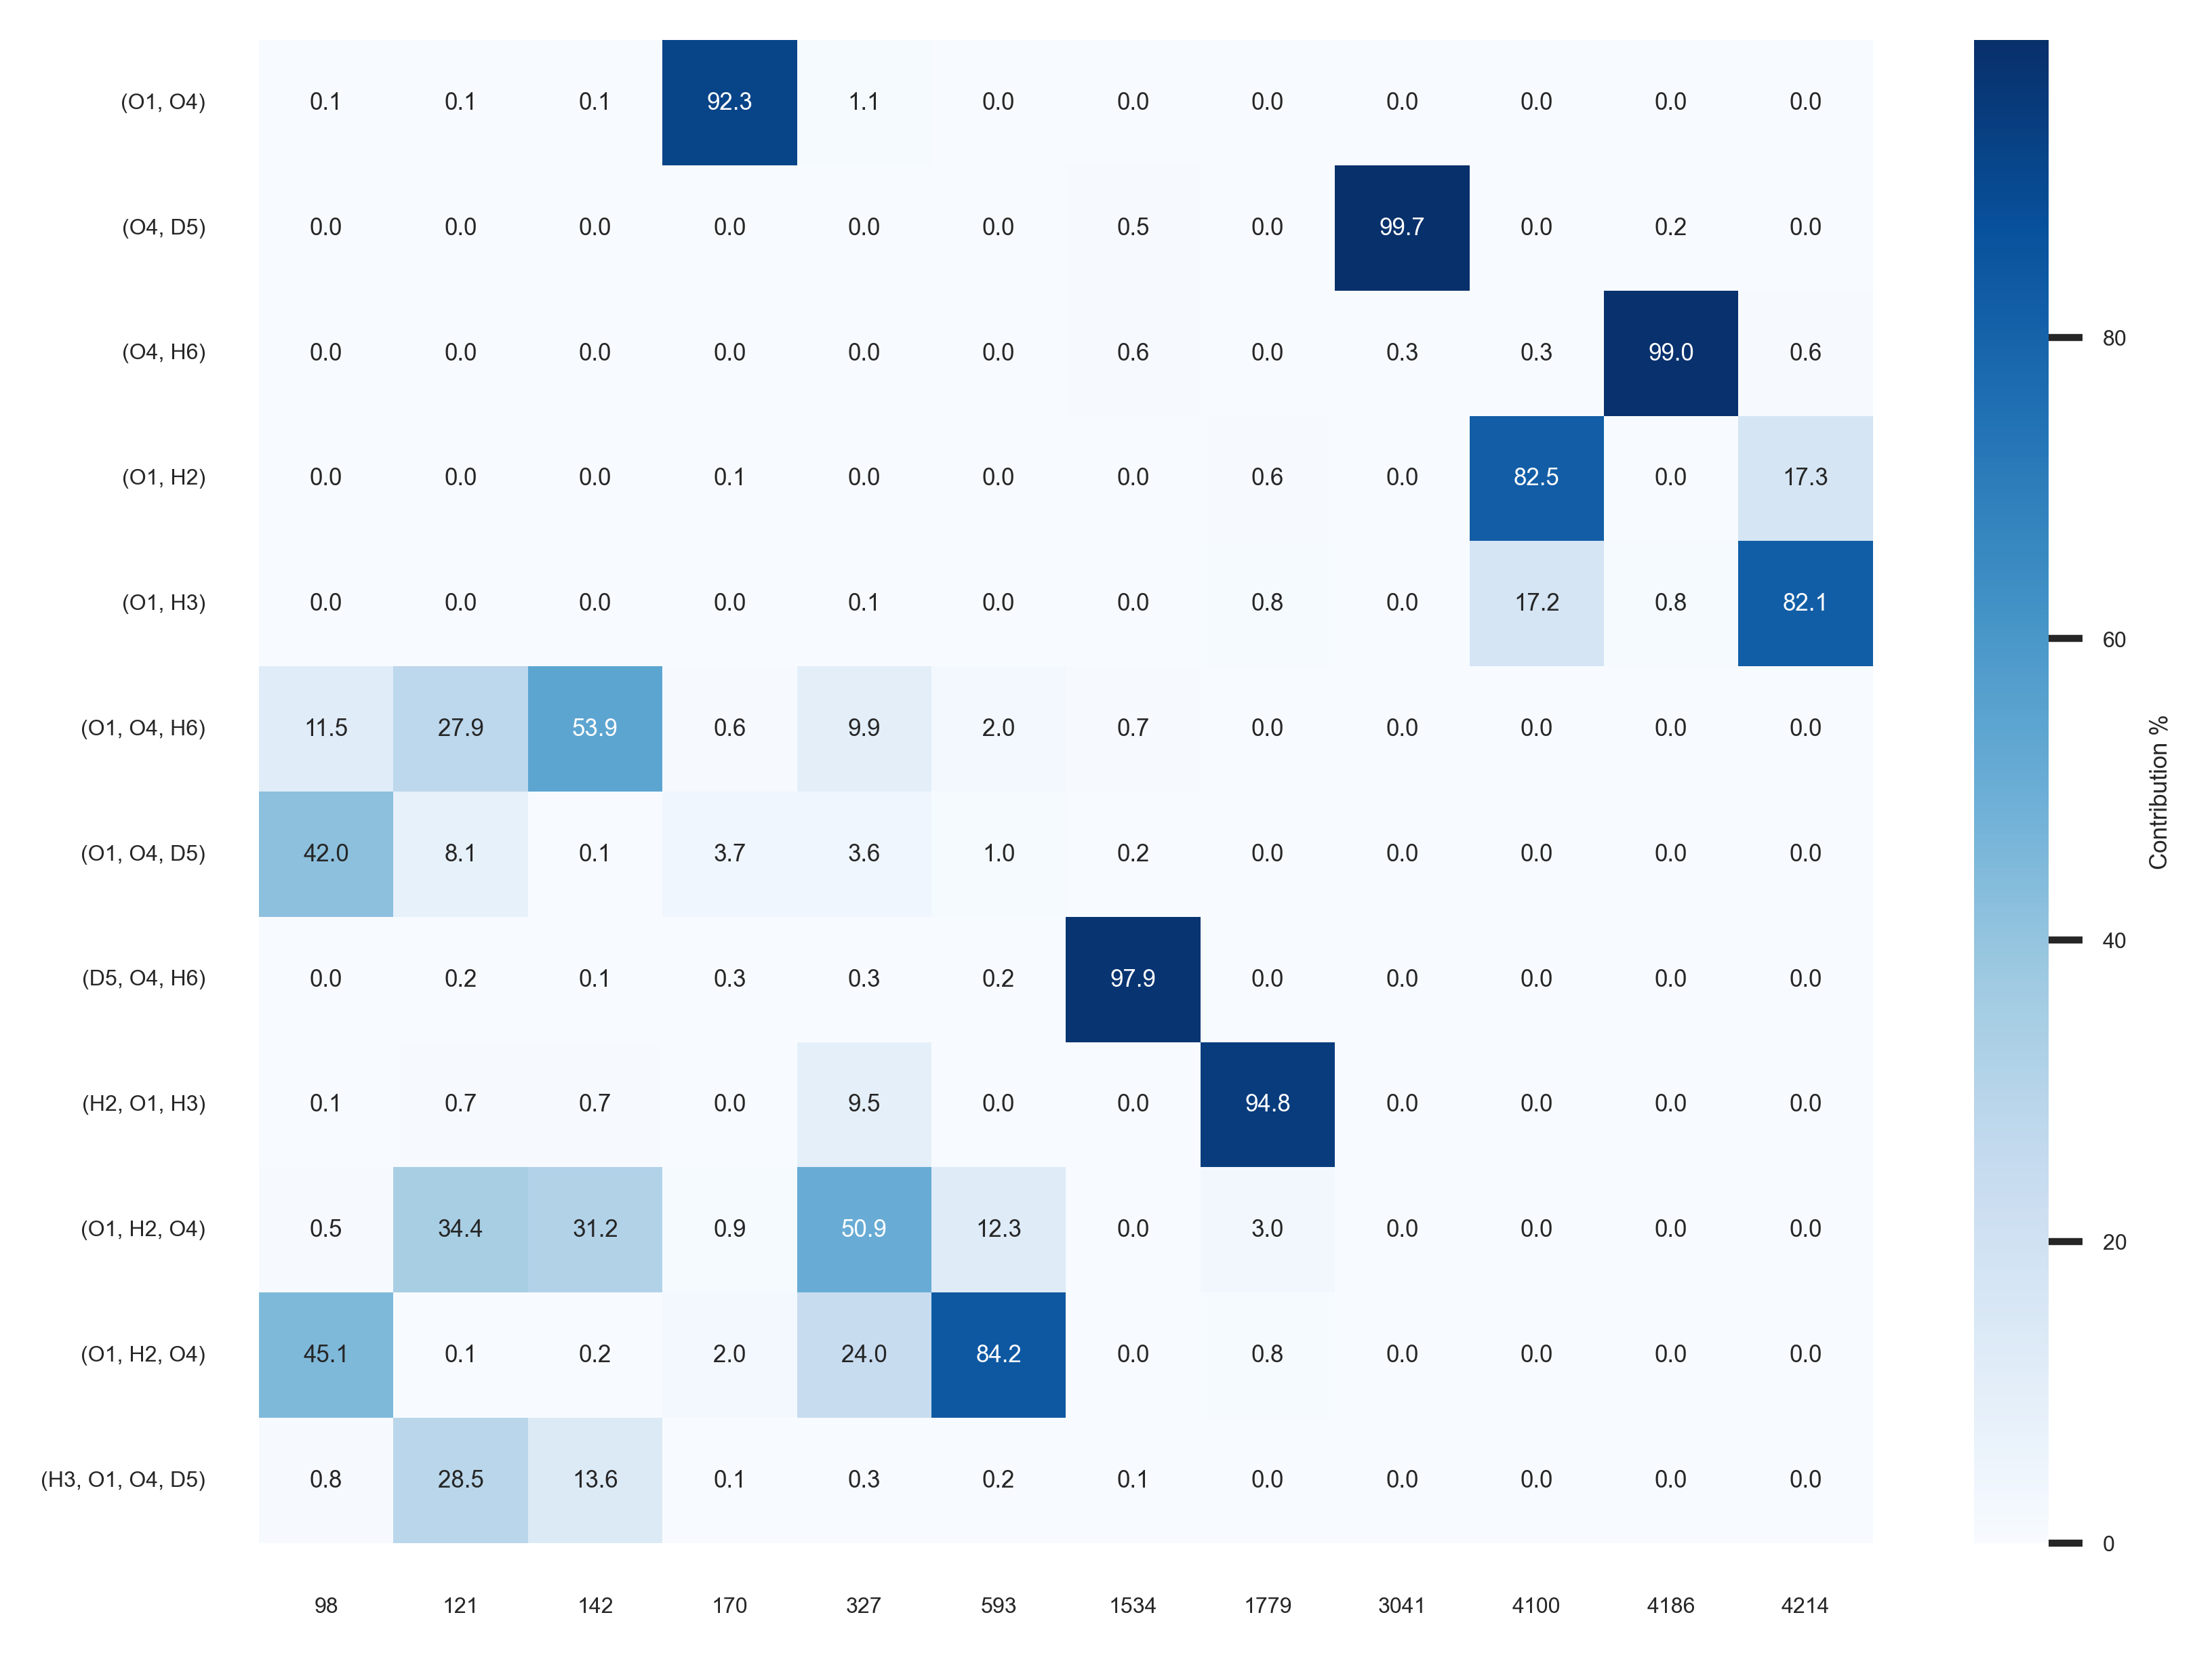 (O1, O4) 0.1 0.1 0.1 92.3 1.1 0.0 0.0 0.0 0.0 0.0 0.0 0.0
(O4, D5) 0.0 0.0 0.0 0.0 0.0 0.0 0.5 0.0 99.7 0.0 0.2 0.0
(O4, H6) 0.0 0.0 0.0 0.0 0.0 0.0 0.6 0.0 0.3 0.3 99.0 0.6
(O1, H2) 0.0 0.0 0.0 0.1 0.0 0.0 0.0 0.6 0.0 82.5 0.0 17.3
(O1, H3) 0.0 0.0 0.0 0.0 0.1 0.0 0.0 0.8 0.0 17.2 0.8 82.1
(O1, O4, H6) 11.5 27.9 53.9 0.6 9.9 2.0 0.7 0.0 0.0 0.0 0.0 0.0
(O1, O4, D5) 42.0 8.1 0.1 3.7 3.6 1.0 0.2 0.0 0.0 0.0 0.0 0.0
(D5, O4, H6) 0.0 0.2 0.1 0.3 0.3 0.2 97.9 0.0 0.0 0.0 0.0 0.0
(H2, O1, H3) 0.1 0.7 0.7 0.0 9.5 0.0 0.0 94.8 0.0 0.0 0.0 0.0
(O1, H2, O4) 0.5 34.4 31.2 0.9 50.9 12.3 0.0 3.0 0.0 0.0 0.0 0.0
(O1, H2, O4) 45.1 0.1 0.2 2.0 24.0 84.2 0.0 0.8 0.0 0.0 0.0 0.0
(H3, O1, O4, D5) 0.8 28.5 13.6 0.1 0.3 0.2 0.1 0.0 0.0 0.0 0.0 0.0
98 121 142 170 327 593 1534 1779 3041 4100 4186 4214
80
60
40
20
0
Contribution %